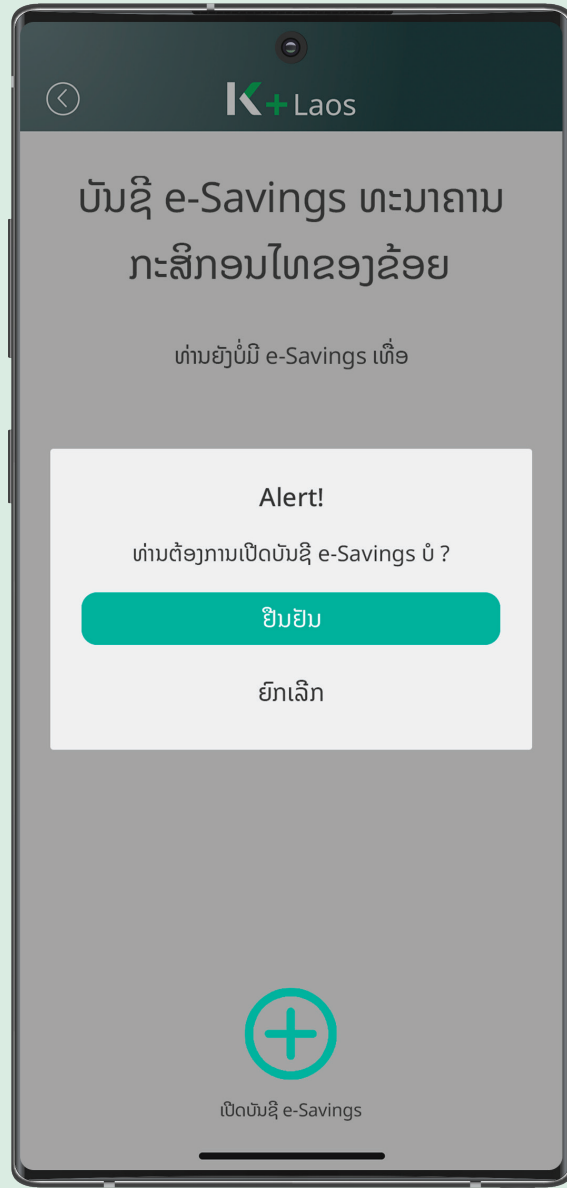 K+ Laos
ບັນຊີ e-Savings ທະນາຄານ
ກະສິກອນໄທຂອງຂ້ອຍ
ທ່ານຍັງບໍ່ມີ e-Savings ເທື່ອ
Alert!
ທ່ານຕ້ອງການເປີດບັນຊີ e-Savings ບໍ ?
ຢືນຢັນ
ຍົກເລີກ
ເປີດບັນຊີ e-Savings